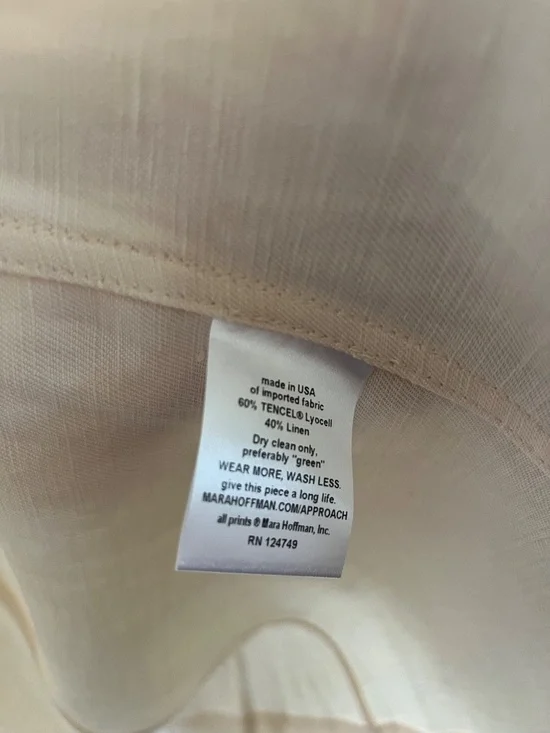 made in USA
of imported fabric
60% TENCEL® Lyocell
40% Linen
Dry clean only,
preferably "green"
WEAR MORE, WASH LESS.
give this piece a long life.
MARAHOFFMAN.COM/APPROACH
all prints ® Mara Hoffman, Inc.
RN 124749